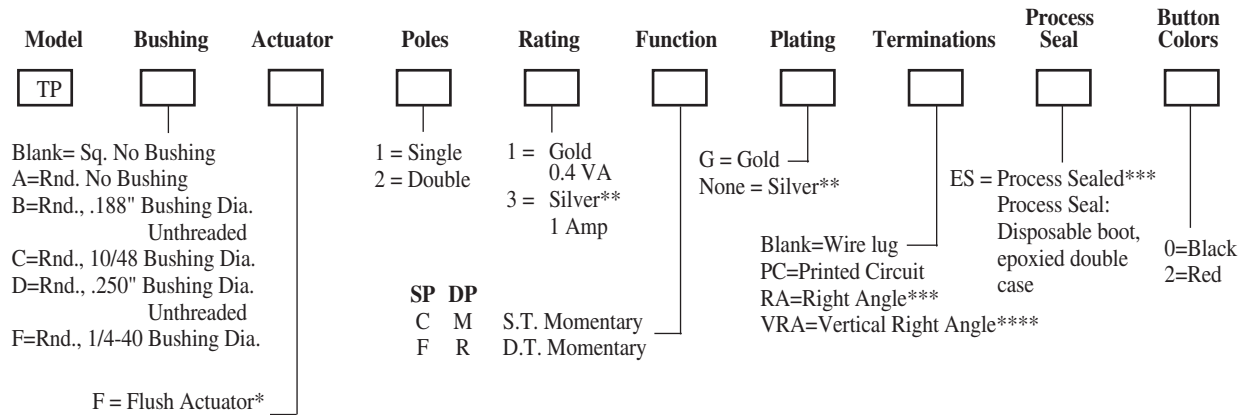 Model Bushing Actuator Poles Rating Function Plating Terminations Process Seal Button Colors
TP
Blank= Sq. No Bushing
A=Rnd. No Bushing
B=Rnd., .188" Bushing Dia.
Unthreaded
C=Rnd., 10/48 Bushing Dia.
D=Rnd., .250" Bushing Dia.
Unthreaded
F=Rnd., 1/4-40 Bushing Dia.
F = Flush Actuator*
1 = Single
2 = Double
1 = Gold
0.4 VA
3 = Silver**
1 Amp
SP DP
C M S.T. Momentary
F R D.T. Momentary
G = Gold
None = Silver**
Blank=Wire lug
PC=Printed Circuit
RA=Right Angle***
VRA=Vertical Right Angle****
ES = Process Sealed***
Process Seal:
Disposable boot,
epoxied double
case
0=Black
2=Red